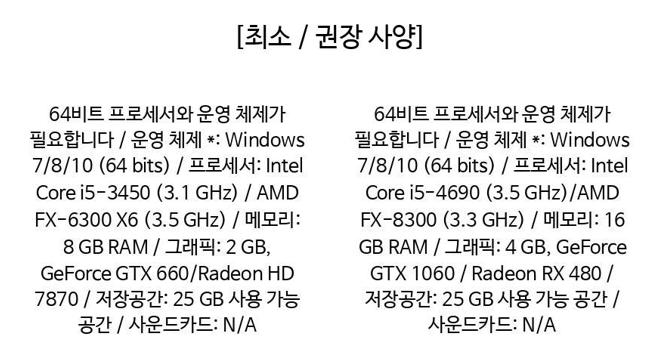 [최소 / 권장 사양]
64비트 프로세서와 운영 체제가
필요합니다 / 운영 체제 *: Windows
7/8/10 (64 bits) / 프로세서: Intel
Core i5-3450 (3.1 GHz) / AMD
FX-6300 X6 (3.5 GHz) / 메모리:
8 GB RAM / 그래픽: 2 GB,
GeForce GTX 660/Radeon HD
7870 / 저장공간: 25 GB 사용 가능
공간 / 사운드카드: N/A
64비트 프로세서와 운영 체제가
필요합니다 / 운영 체제 *: Windows
7/8/10 (64 bits) / 프로세서: Intel
Core i5-4690 (3.5 GHz)/AMD
FX-8300 (3.3 GHz) / 메모리: 16
GB RAM / 그래픽: 4 GB, GeForce
GTX 1060 / Radeon RX 480 /
저장공간: 25 GB 사용 가능 공간 /
사운드카드: N/A